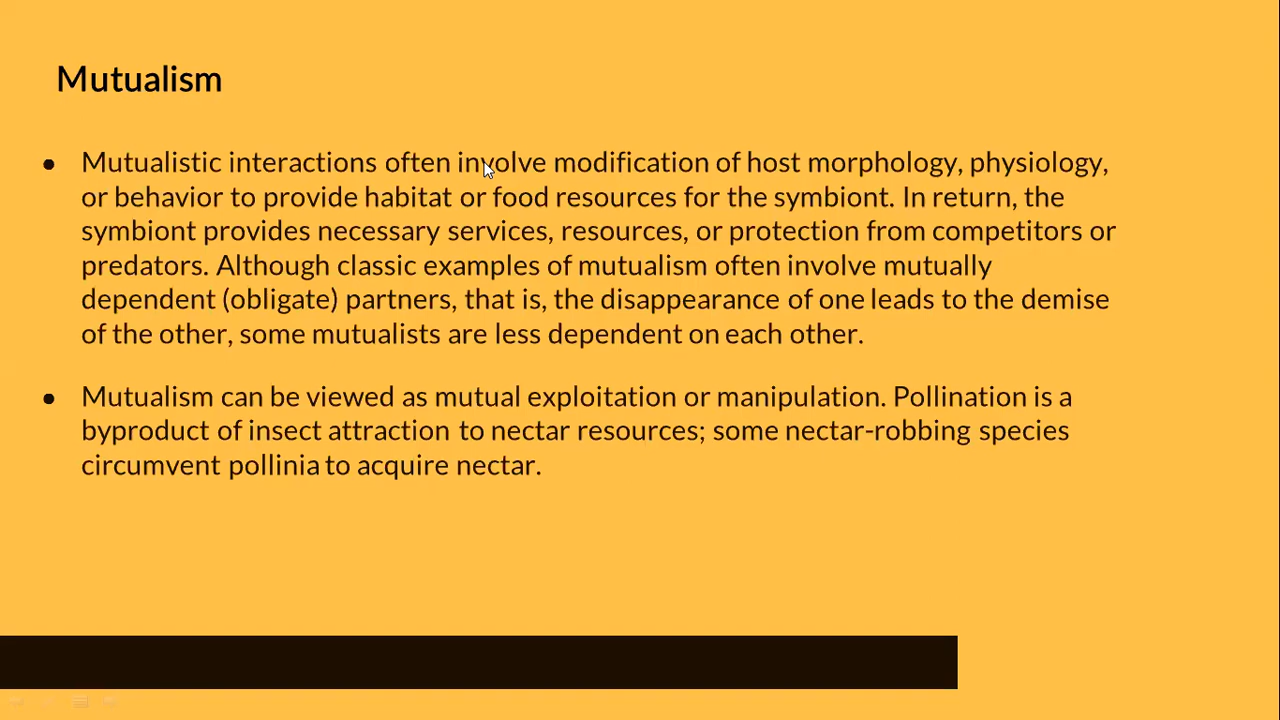 Mutualism
• Mutualistic interactions often involve modification of host morphology, physiology,
or behavior to provide habitat or food resources for the symbiont. In return, the
symbiont provides necessary services, resources, or protection from competitors or
predators. Although classic examples of mutualism often involve mutually
dependent (obligate) partners, that is, the disappearance of one leads to the demise
of the other, some mutualists are less dependent on each other.
• Mutualism can be viewed as mutual exploitation or manipulation. Pollination is a
byproduct of insect attraction to nectar resources; some nectar-robbing species
circumvent pollinia to acquire nectar.